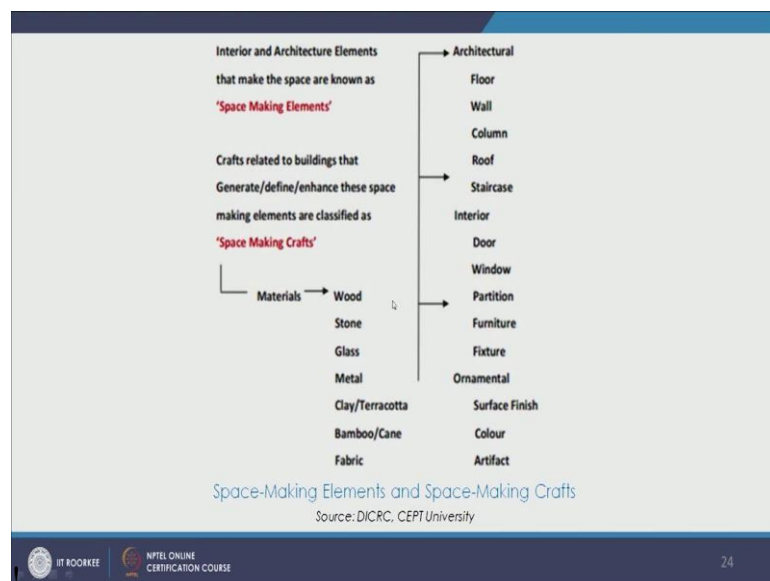 Interior and Architecture Elements
that make the space are known as
'Space Making Elements'
Crafts related to buildings that
Generate/define/enhance these space
making elements are classified as
'Space Making Crafts'
Materials
Wood
Stone
Glass
Metal
Clay/Terracotta
Bamboo/Cane
Fabric
Architectural
Floor
Wall
Column
Roof
Staircase
Interior
Door
Window
Partition
Furniture
Fixture
Ornamental
Surface Finish
Colour
Artifact
Space-Making Elements and Space-Making Crafts
Source: DICRC, CEPT University
IIT ROORKEE
NPTEL ONLINE
CERTIFICATION COURSE
24